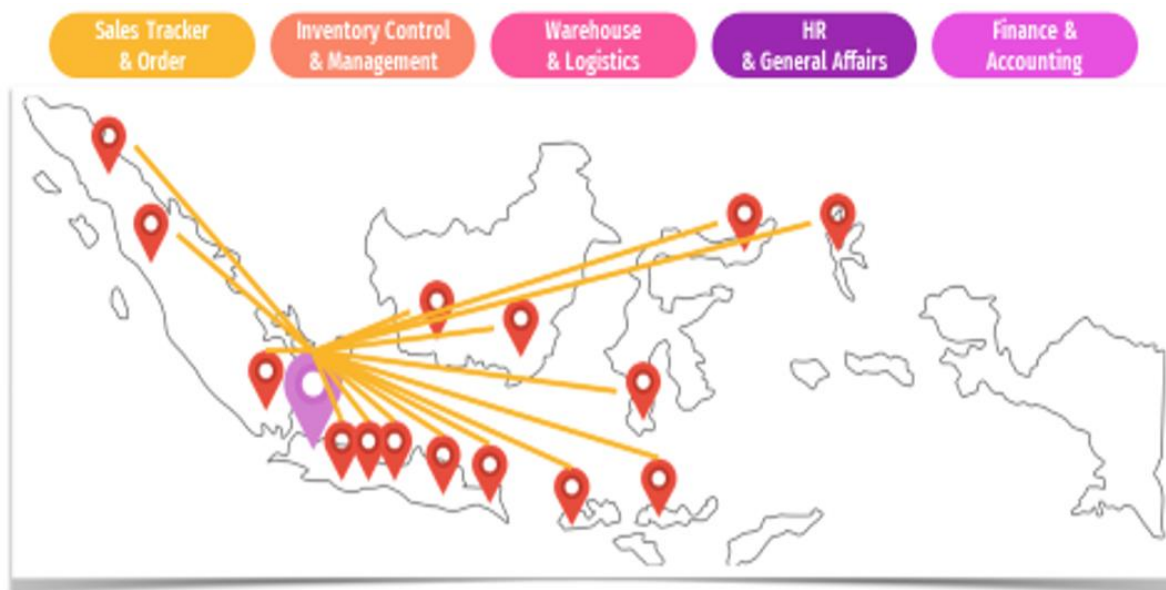 Sales Tracker
& Order
Inventory Control
& Management
Warehouse
& Logistics
HR
& General Affairs
Finance &
Accounting